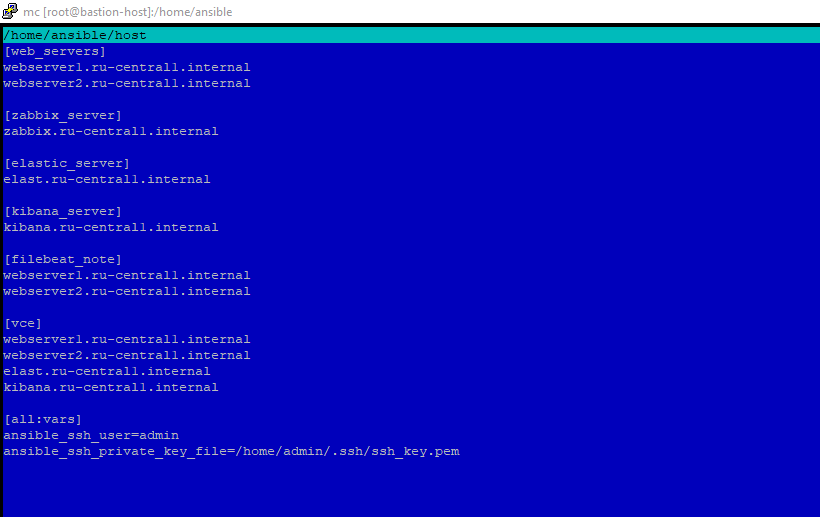 mc [root@bastion-host]:/home/ansible
/home/ansible/host
[web_servers]
webserver1.ru-central1.internal
webserver2.ru-central1.internal
[zabbix_server]
zabbix.ru-central1.internal
[elastic_server]
elast.ru-central1.internal
[kibana_server]
kibana.ru-central1.internal
[filebeat_note]
webserver1.ru-central1.internal
webserver2.ru-central1.internal
[vce]
webserver1.ru-central1.internal
webserver2.ru-central1.internal
elast.ru-central1.internal
kibana.ru-central1.internal
[all:vars]
ansible_ssh_user=admin
ansible_ssh_private_key_file=/home/admin/.ssh/ssh_key.pem